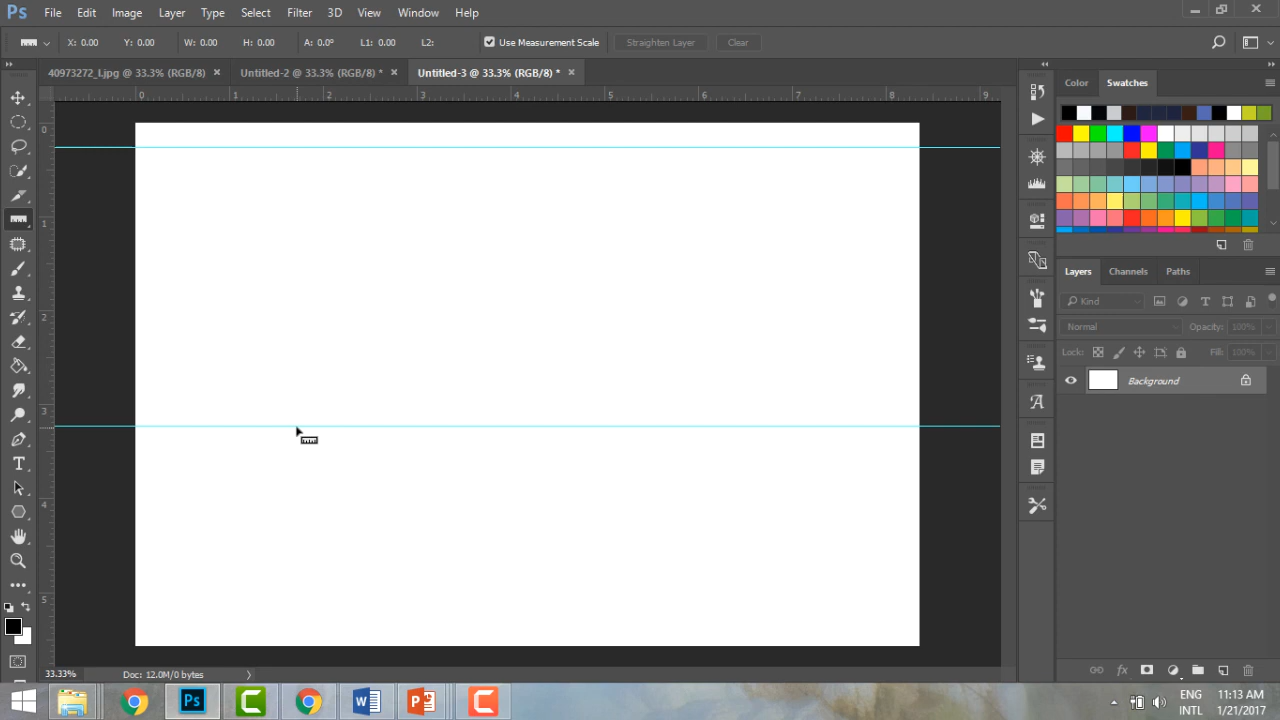 Ps File Edit Image Layer Type Select Filter 3D View Window Help
X: 0.00 Y: 0.00 W: 0.00 H: 0.00 A: 0.0° L1: 0.00 L2: Use Measurement Scale Straighten Layer Clear
40973272_l.jpg @ 33.3% (RGB/8) Untitled-2 @ 33.3% (RGB/8) * Untitled-3 @ 33.3% (RGB/8) *
Color Swatches
0 1 2 3 4 5 6 7 8 9
0
1
2
3
4
5
Layers Channels Paths
Kind
Normal Opacity: 100%
Lock: Fill: 100%
Background
33.33% Doc: 12.0M/0 bytes
Ps
ENG 11:13 AM
INTL 1/21/2017